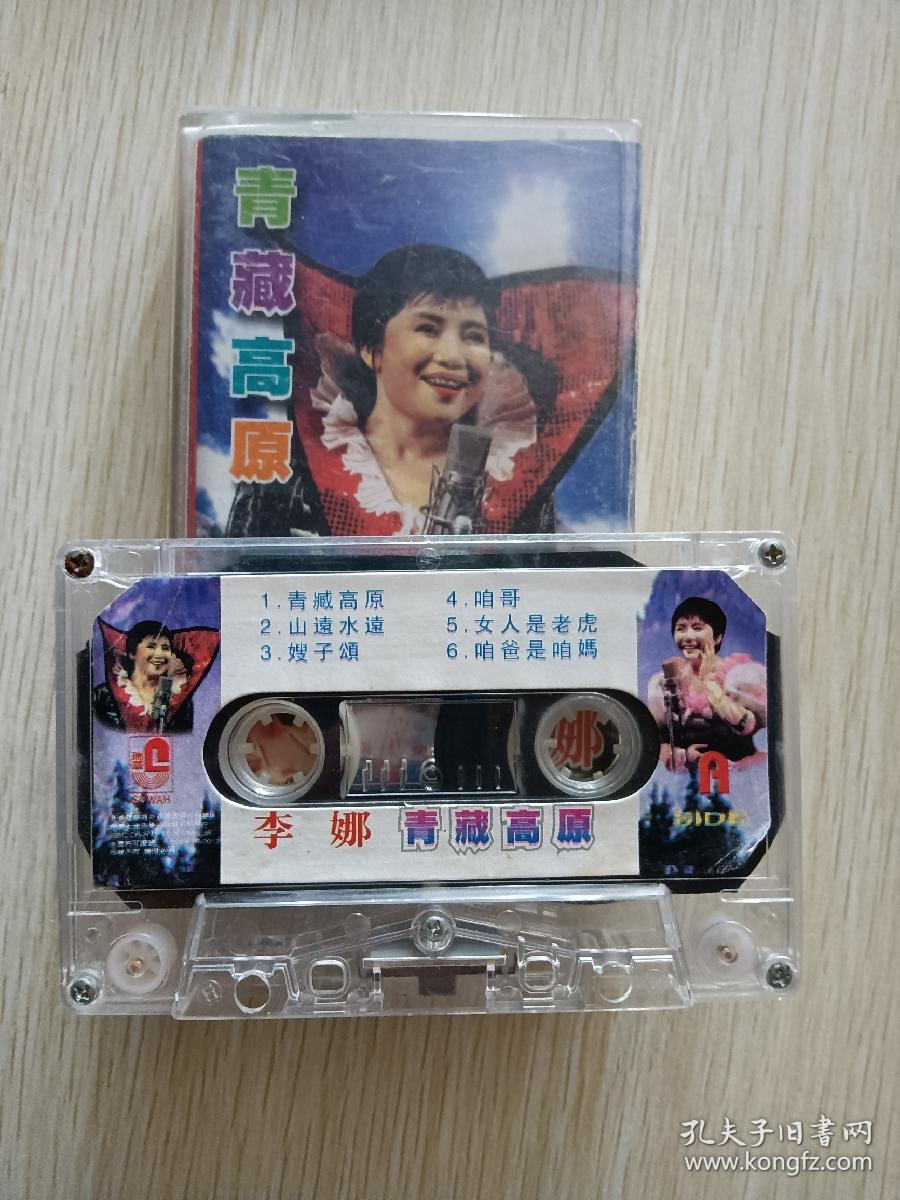 青藏高原
1.青臧高原
2.山遠水遠
3.嫂子頌
4.咱哥
5.女人是老虎
6.咱爸是咱媽
娜
李娜 青藏高原
A
SIDE
孔夫子旧書网
www.kongfz.com